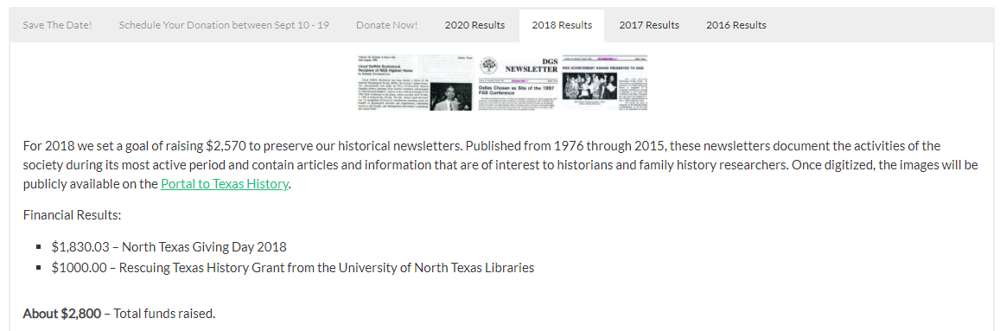 Save The Date!
Schedule Your Donation between Sept 10 - 19
Donate Now!
2020 Results
2018 Results
2017 Results
2016 Results
Lloyd DeWitt Bockstruck
Recipient of NGS Highest Honor
DGS
NEWSLETTER
Dallas Chosen as Site of the 1997
FGS Conference
NGS ACHIEVEMENT AWARD PRESENTED TO DGS
For 2018 we set a goal of raising $2,570 to preserve our historical newsletters. Published from 1976 through 2015, these newsletters document the activities of the
society during its most active period and contain articles and information that are of interest to historians and family history researchers. Once digitized, the images will be
publicly available on the Portal to Texas History.
Financial Results:
$1,830.03 – North Texas Giving Day 2018
$1000.00 – Rescuing Texas History Grant from the University of North Texas Libraries
About $2,800 – Total funds raised.